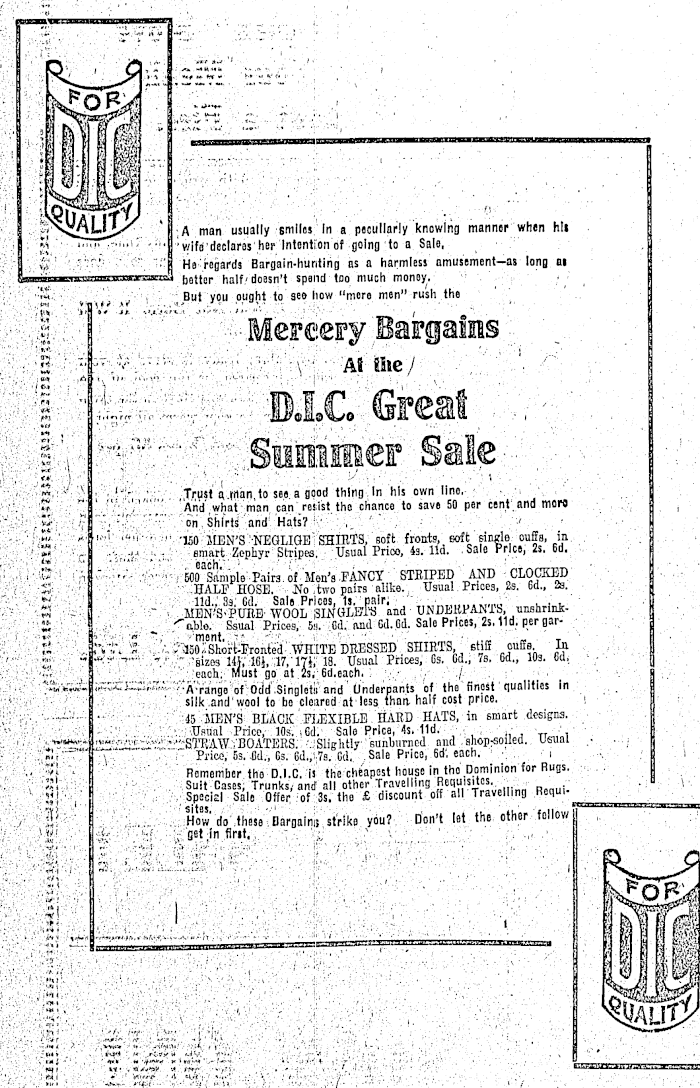 FOR
DIC
QUALITY
A man usually smiles in a peculiarly knowing manner when his
wife declares her intention of going to a Sale.
He regards Bargain-hunting as a harmless amusement—as long as
better half doesn't spend too much money.
But you ought to see how "mere men" rush the
Mercery Bargains
At the
D.I.C. Great
Summer Sale
Trust a man to see a good thing in his own line.
And what man can resist the chance to save 50 per cent and more
on Shirts and Hats?
150 MEN'S NEGLIGE SHIRTS, soft fronts, soft single cuffs, in
smart Zephyr Stripes. Usual Price, 4s. 11d. Sale Price, 2s. 6d.
each.
500 Sample Pairs of Men's FANCY STRIPED AND CLOCKED
HALF HOSE. No two pairs alike. Usual Prices, 2s. 6d., 2s.
11d., 3s. 6d. Sale Prices, 1s. pair.
MEN'S PURE WOOL SINGLETS and UNDERPANTS, unshrink-
able. Ssual Prices, 5s. 6d. and 6d. 6d. Sale Prices, 2s. 11d. per gar-
ment.
150 Short-Fronted WHITE DRESSED SHIRTS, stiff cuffs. In
sizes 14½, 16½, 17, 17½, 18. Usual Prices, 6s. 6d., 7s. 6d., 10s. 6d.
each. Must go at 2s. 6d. each.
A range of Odd Singlets and Underpants of the finest qualities in
silk and wool to be cleared at less than half cost price.
45 MEN'S BLACK FLEXIBLE HARD HATS, in smart designs.
Usual Price, 10s. 6d. Sale Price, 4s. 11d.
STRAW BOATERS. Slightly sunburned and shop-soiled. Usual
Price, 5s. 6d., 6s. 6d., 7s. 6d. Sale Price, 6d. each.
Remember the D.I.C. is the cheapest house in the Dominion for Rugs.
Suit Cases, Trunks, and all other Travelling Requisites.
Special Sale Offer of 3s. the £ discount off all Travelling Requi-
sites.
How do these Bargains strike you? Don't let the other fellow
get in first.
FOR
DIC
QUALITY